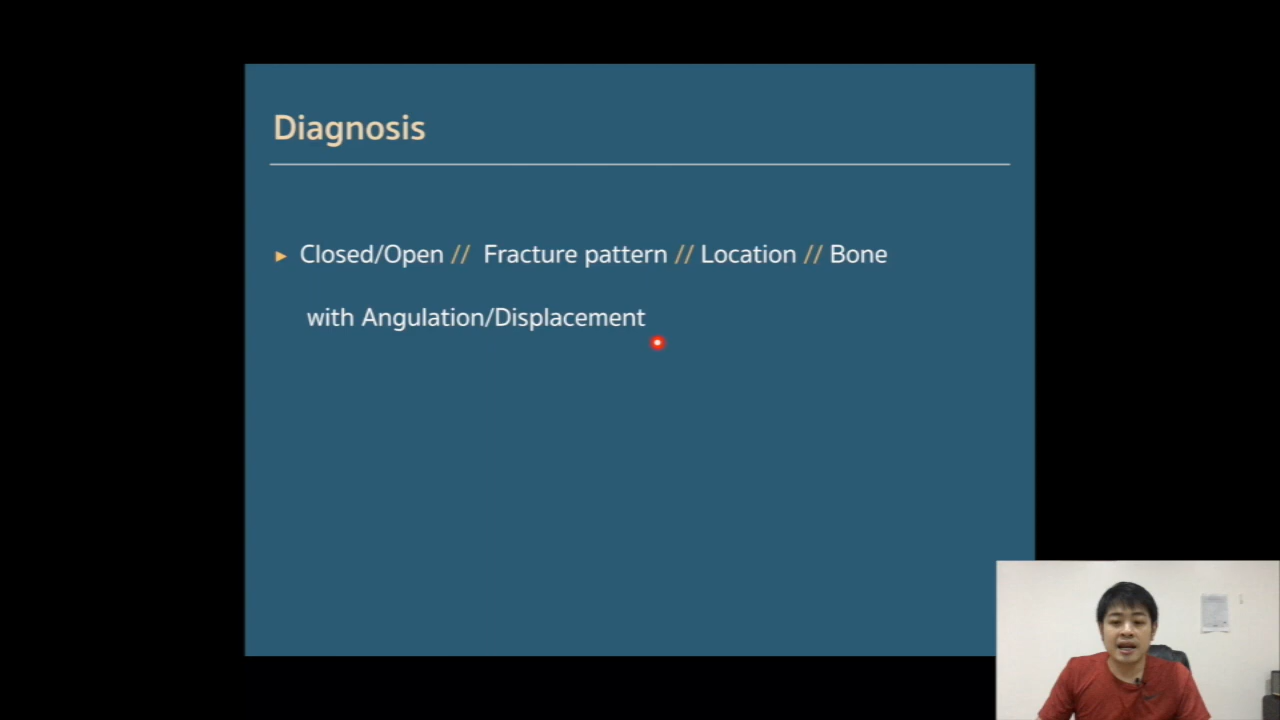 Diagnosis
► Closed/Open // Fracture pattern // Location // Bone
with Angulation/Displacement